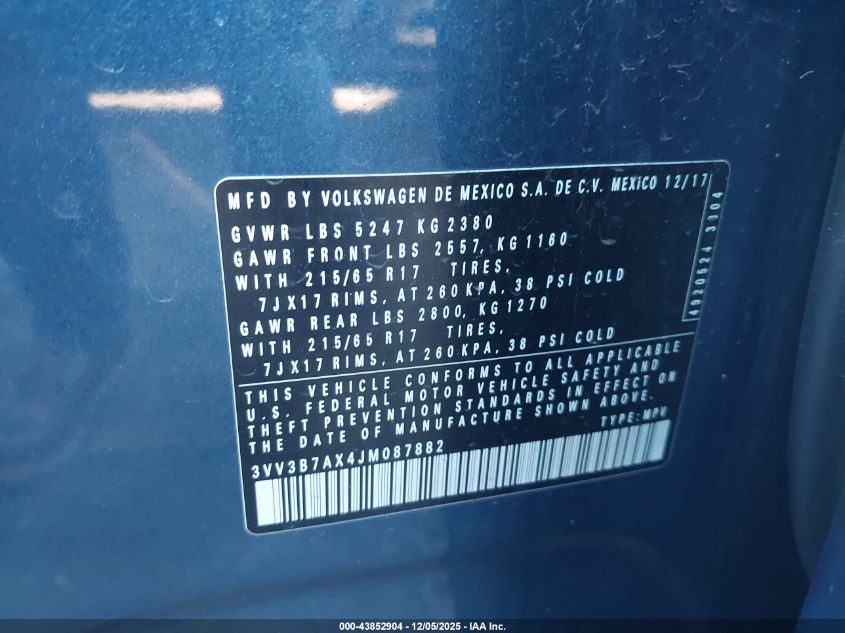 MFD BY VOLKSWAGEN DE MEXICO S.A. DE C.V. MEXiCO 12/17
GVWR LBS 5247 KG 2380
GAWR FRONT LBS 2557, KG 1160
WITH 215/65 R17 TIRES,
7JX17 RIMS, AT 260 KPA, 38 PSI COLD
GAWR REAR LBS 2800, KG 1270
WITH 215/65 R17 TIRES,
7JX17 RIMS, AT 260 KPA, 38 PSI COLD
4920524 3304
THIS VEHICLE CONFORMS TO ALL APPLICABLE
U.S. FEDERAL MOTOR VEHICLE SAFETY AND
THEFT PREVENTION STANDARDS IN EFFECT ON
THE DATE OF MANUFACTURE SHOWN ABOVE.
TYPE: MPV
3VV3B7AX4JM087882
000-43852904 - 12/05/2025 - IAA Inc.